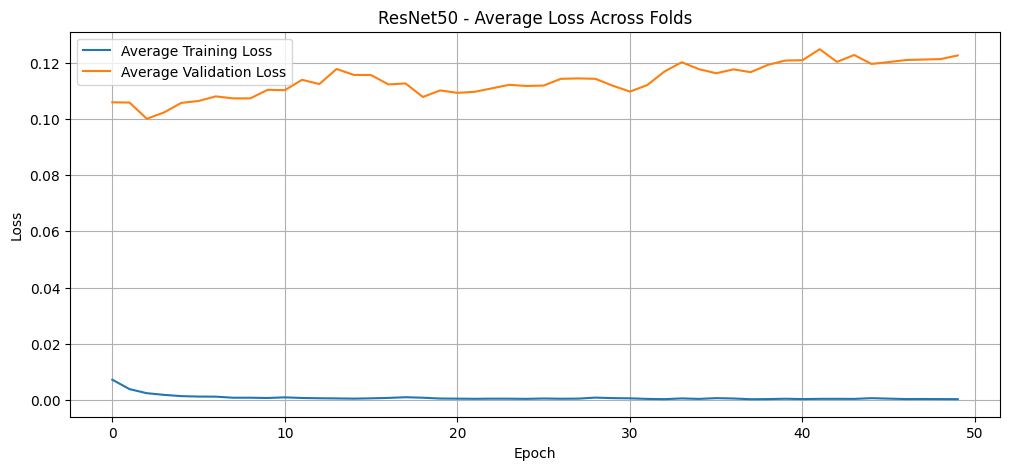 ResNet50 - Average Loss Across Folds
Average Training Loss
Average Validation Loss
0.12
0.10
0.08
0.06
0.04
0.02
0.00
Loss
0 10 20 30 40 50
Epoch